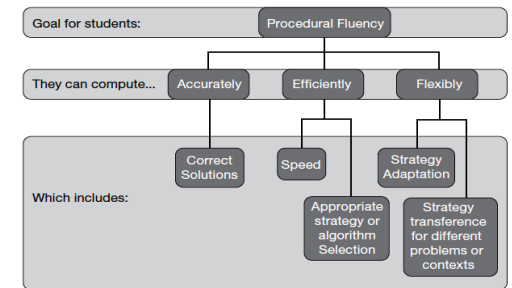 Goal for students:
Procedural Fluency
They can compute...
Accurately
Efficiently
Flexibly
Which includes:
Correct
Solutions
Speed
Appropriate
strategy or
algorithm
Selection
Strategy
Adaptation
Strategy
transference
for different
problems or
contexts